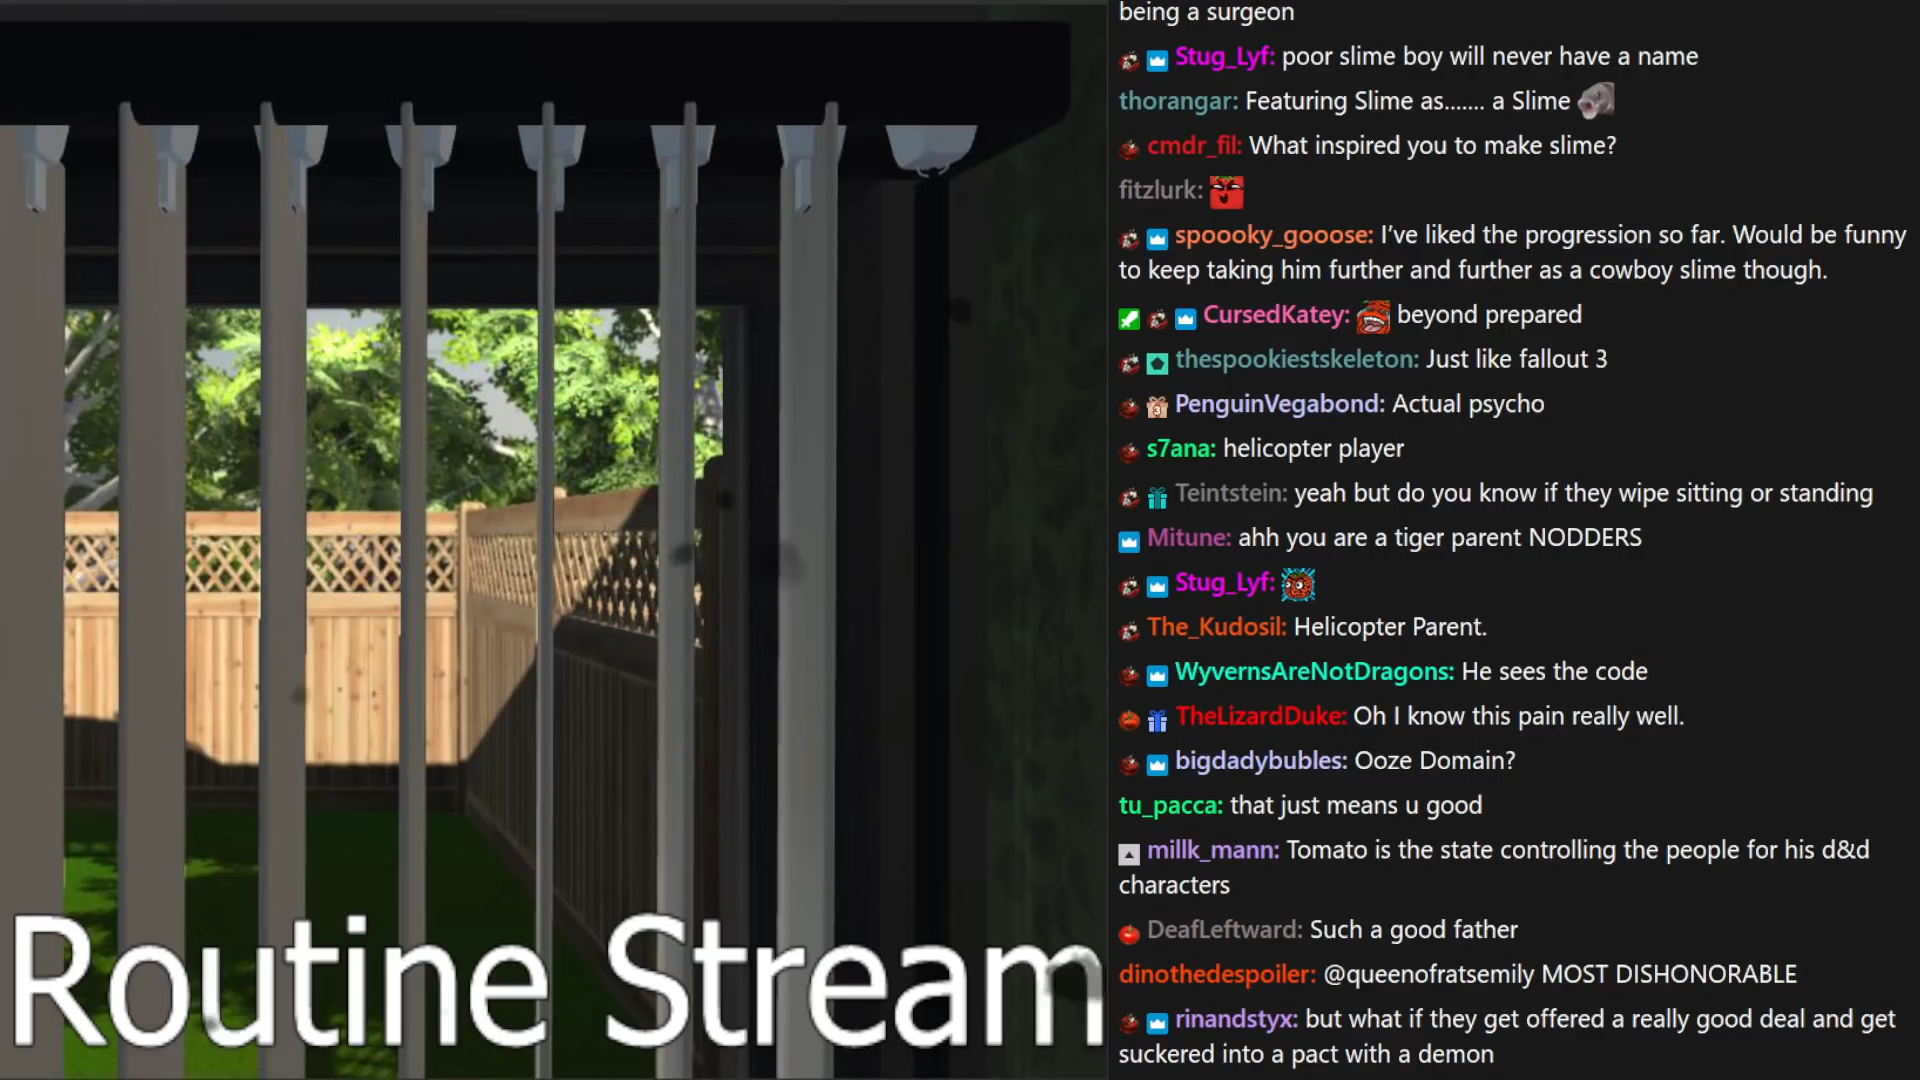 being a surgeon
Stug_Lyf: poor slime boy will never have a name
thorangar: Featuring Slime as....... a Slime
cmdr_fil: What inspired you to make slime?
fitzlurk:
spoooky_gooose: I’ve liked the progression so far. Would be funny
to keep taking him further and further as a cowboy slime though.
CursedKatey: beyond prepared
thespookiestskeleton: Just like fallout 3
PenguinVegabond: Actual psycho
s7ana: helicopter player
Teintstein: yeah but do you know if they wipe sitting or standing
Mitune: ahh you are a tiger parent NODDERS
Stug_Lyf:
The_Kudosil: Helicopter Parent.
WyvernsAreNotDragons: He sees the code
TheLizardDuke: Oh I know this pain really well.
bigdadybubles: Ooze Domain?
tu_pacca: that just means u good
millk_mann: Tomato is the state controlling the people for his d&d
characters
DeafLeftward: Such a good father
dinothedespoiler: @queenofratsemily MOST DISHONORABLE
rinandstyx: but what if they get offered a really good deal and get
suckered into a pact with a demon
Routine Stream